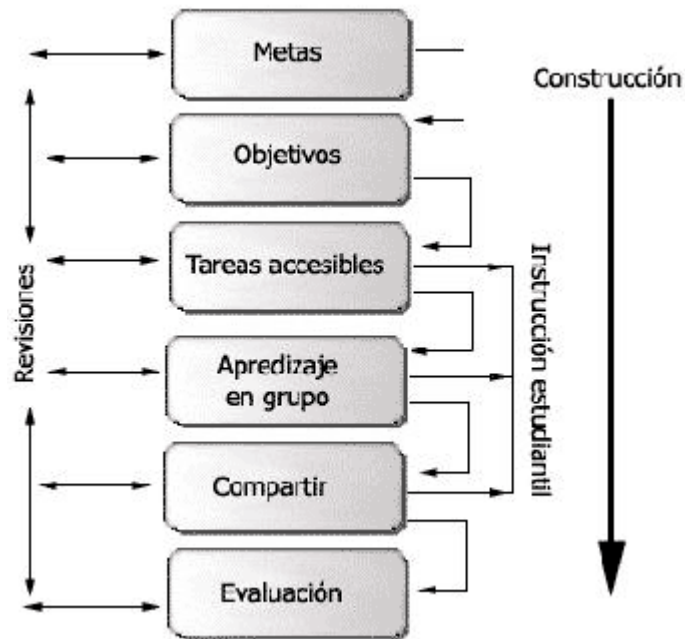 Metas
Construcción
Objetivos
Tareas accesibles
Revisiones
Instrucción estudiantil
Apredizaje
en grupo
Compartir
Evaluación